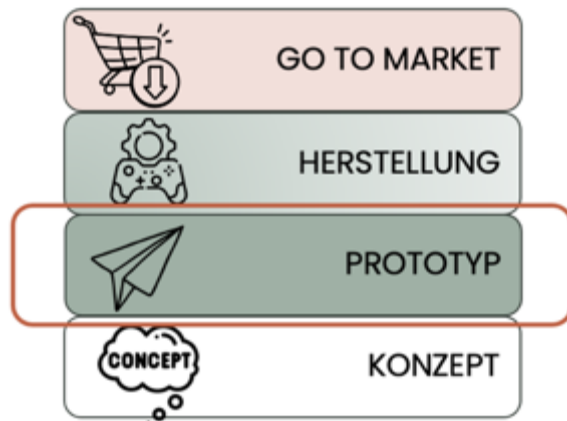 GO TO MARKET
HERSTELLUNG
PROTOTYP
CONCEPT
KONZEPT